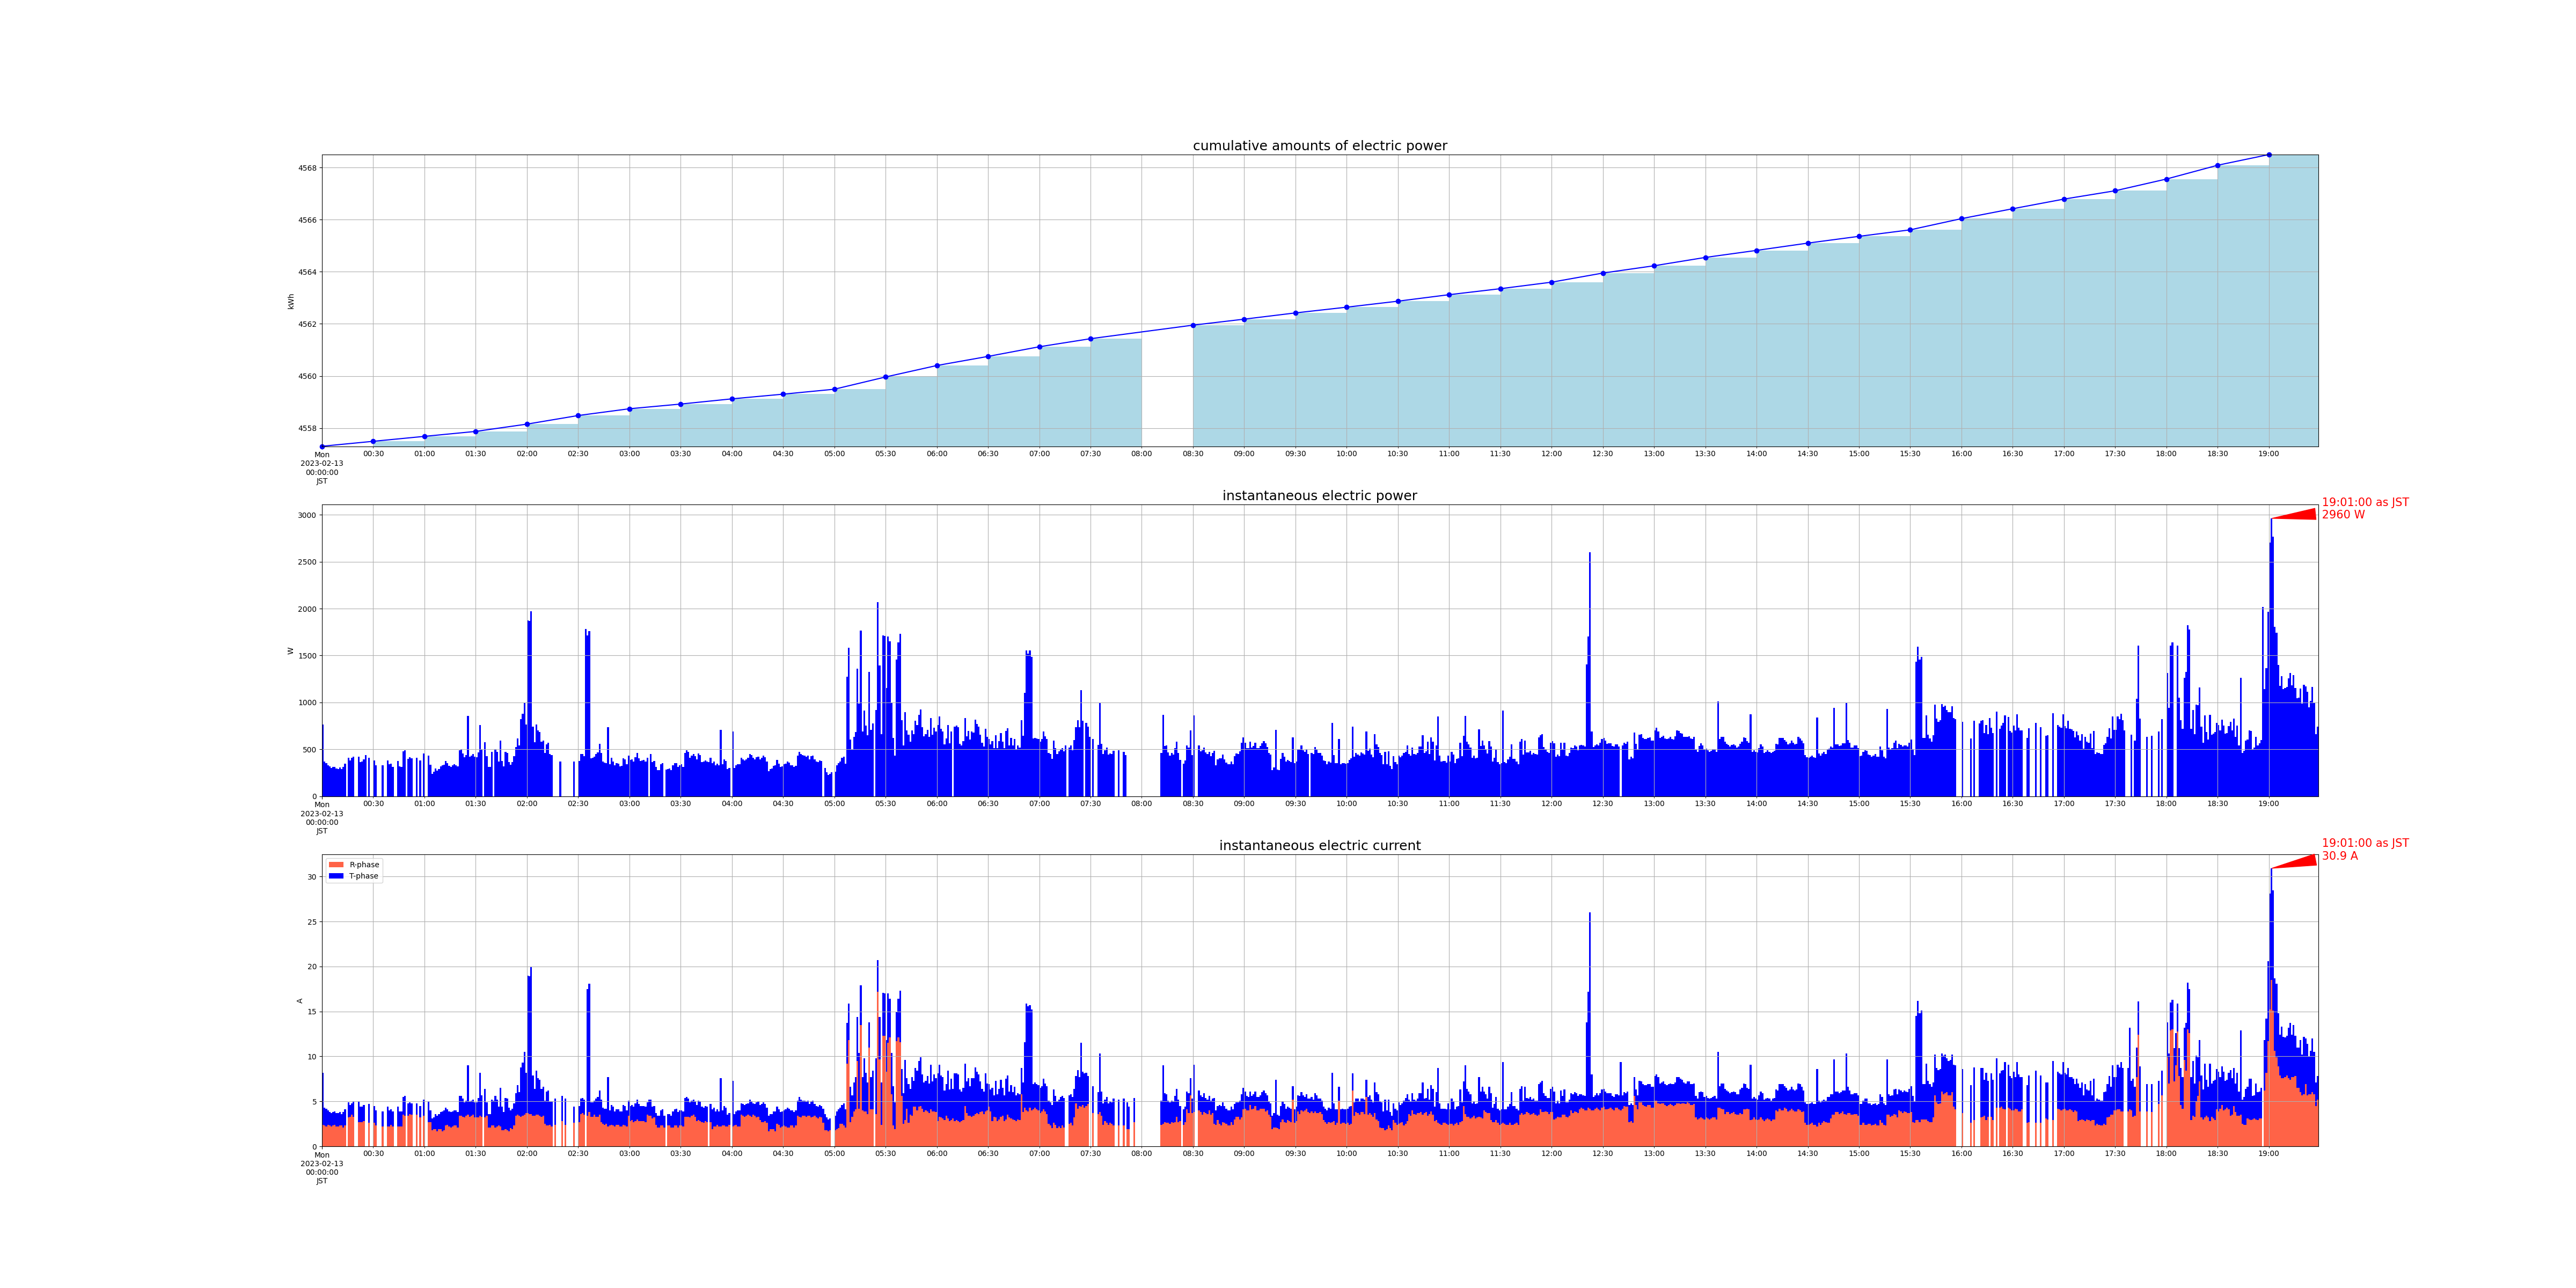 cumulative amounts of electric power
4568
4566
4564
4562
4560
4558
kWh
Mon
2023-02-13
00:00:00
JST
00:30 01:00 01:30 02:00 02:30 03:00 03:30 04:00 04:30 05:00 05:30 06:00 06:30 07:00 07:30 08:00 08:30 09:00 09:30 10:00 10:30 11:00 11:30 12:00 12:30 13:00 13:30 14:00 14:30 15:00 15:30 16:00 16:30 17:00 17:30 18:00 18:30 19:00
instantaneous electric power
19:01:00 as JST
2960 W
3000
2500
2000
1500
1000
500
0
W
Mon
2023-02-13
00:00:00
JST
00:30 01:00 01:30 02:00 02:30 03:00 03:30 04:00 04:30 05:00 05:30 06:00 06:30 07:00 07:30 08:00 08:30 09:00 09:30 10:00 10:30 11:00 11:30 12:00 12:30 13:00 13:30 14:00 14:30 15:00 15:30 16:00 16:30 17:00 17:30 18:00 18:30 19:00
instantaneous electric current
19:01:00 as JST
30.9 A
R-phase
T-phase
30
25
20
15
10
5
0
A
Mon
2023-02-13
00:00:00
JST
00:30 01:00 01:30 02:00 02:30 03:00 03:30 04:00 04:30 05:00 05:30 06:00 06:30 07:00 07:30 08:00 08:30 09:00 09:30 10:00 10:30 11:00 11:30 12:00 12:30 13:00 13:30 14:00 14:30 15:00 15:30 16:00 16:30 17:00 17:30 18:00 18:30 19:00